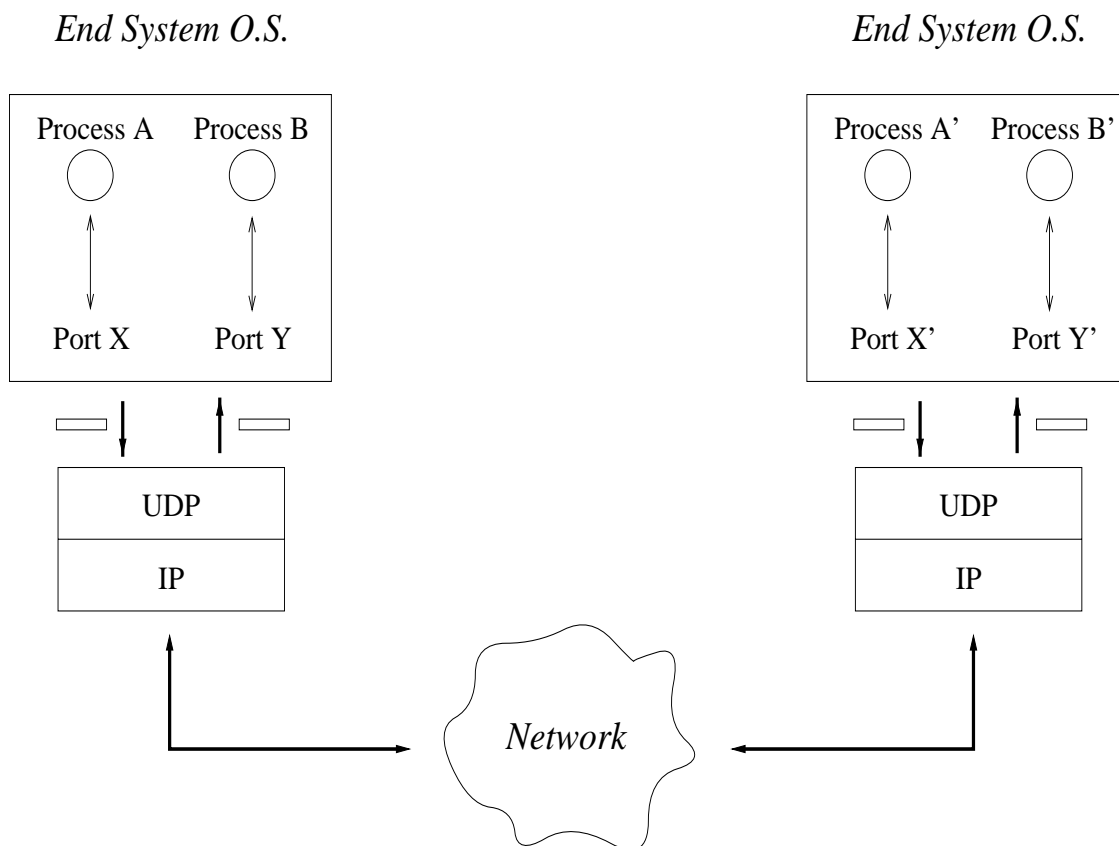 End System O.S.
End System O.S.
Process A
Process B
Process A’
Process B’
Port X
Port Y
Port X’
Port Y’
UDP
UDP
IP
IP
Network